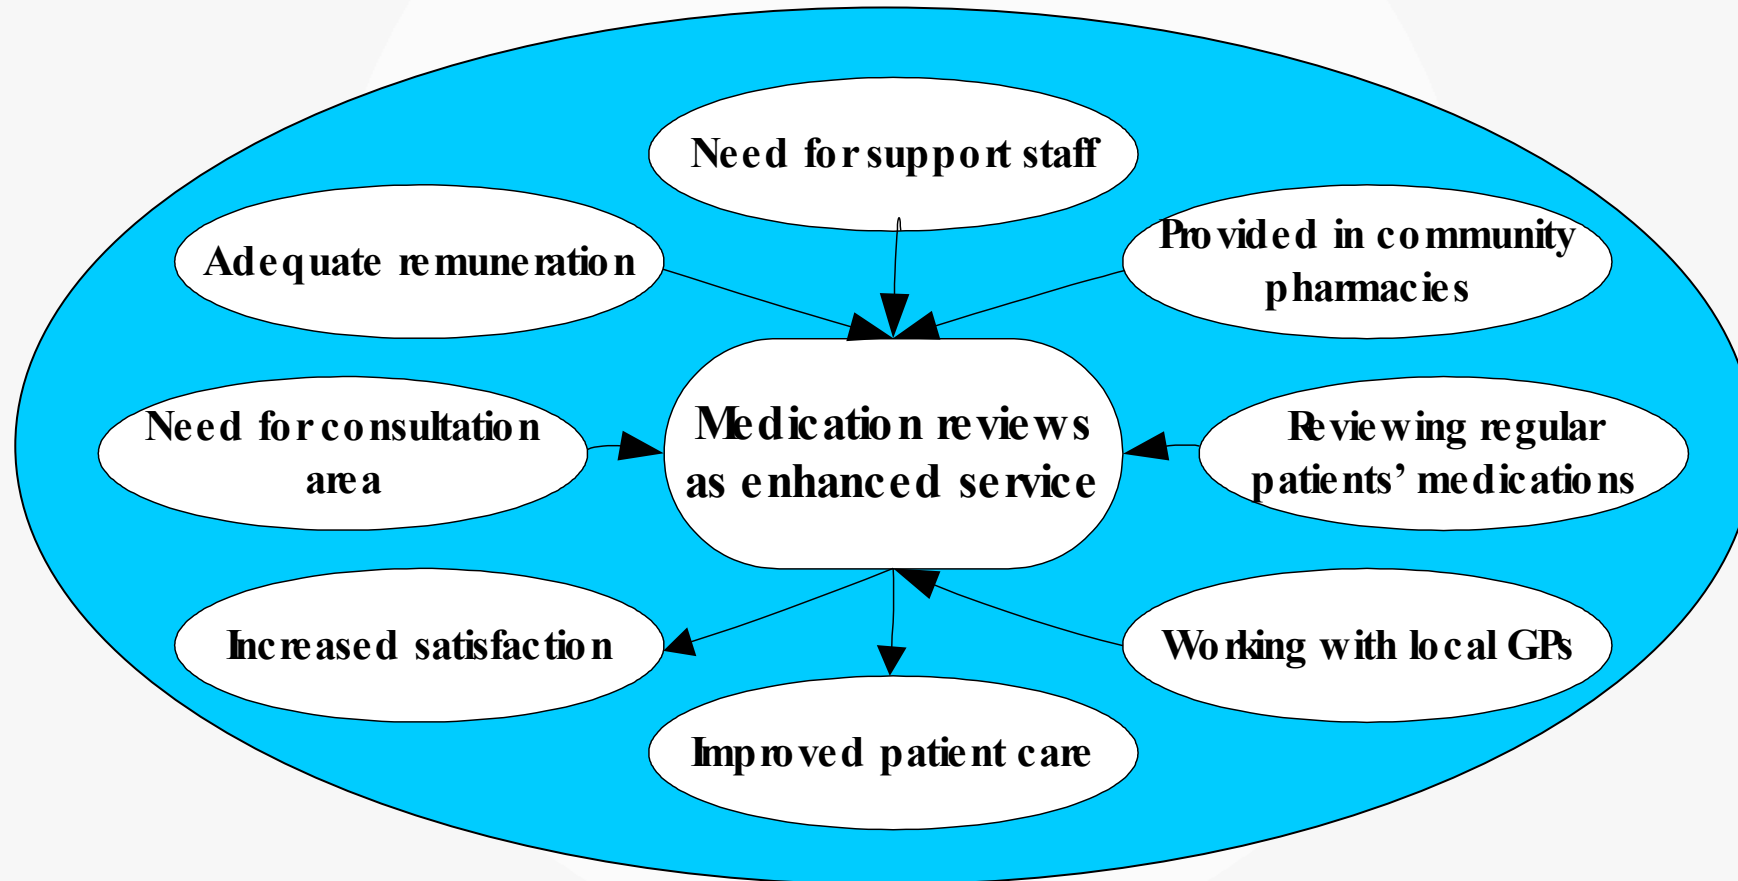 Need for support staff
Adequate remuneration
Provided in community
pharmacies
Need for consultation
area
Medication reviews
as enhanced service
Reviewing regular
patients’ medications
Increased satisfaction
Working with local GPs
Improved patient care